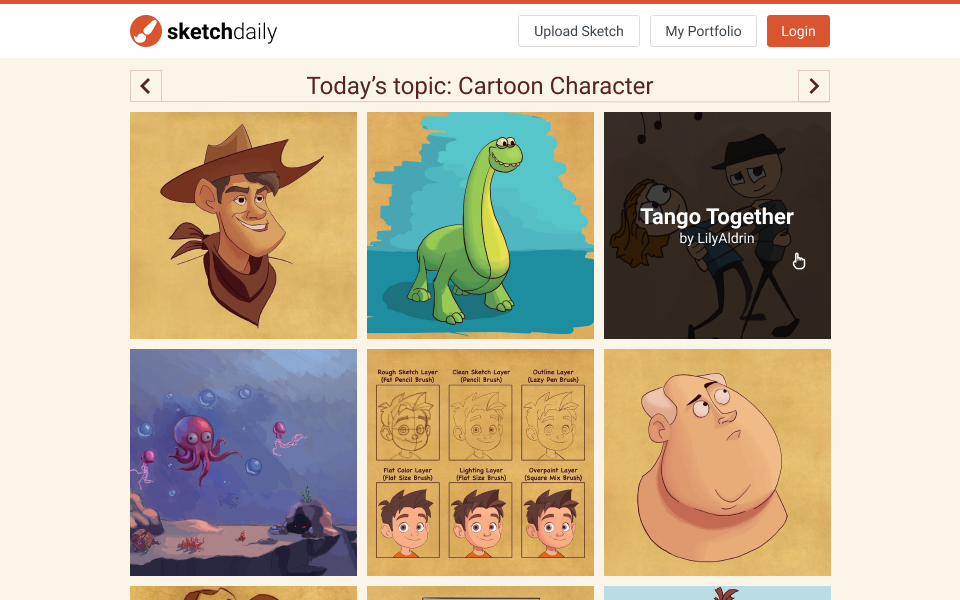 sketchdaily
Upload Sketch
My Portfolio
Login
Today's topic: Cartoon Character
Tango Together
by LilyAldrin
Rough Sketch Layer
(Fat Pencil Brush)
Clean Sketch Layer
(Pencil Brush)
Outline Layer
(Lazy Pen Brush)
Flat Color Layer
(Flat Size Brush)
Lighting Layer
(Flat Size Brush)
Overpaint Layer
(Square Mix Brush)